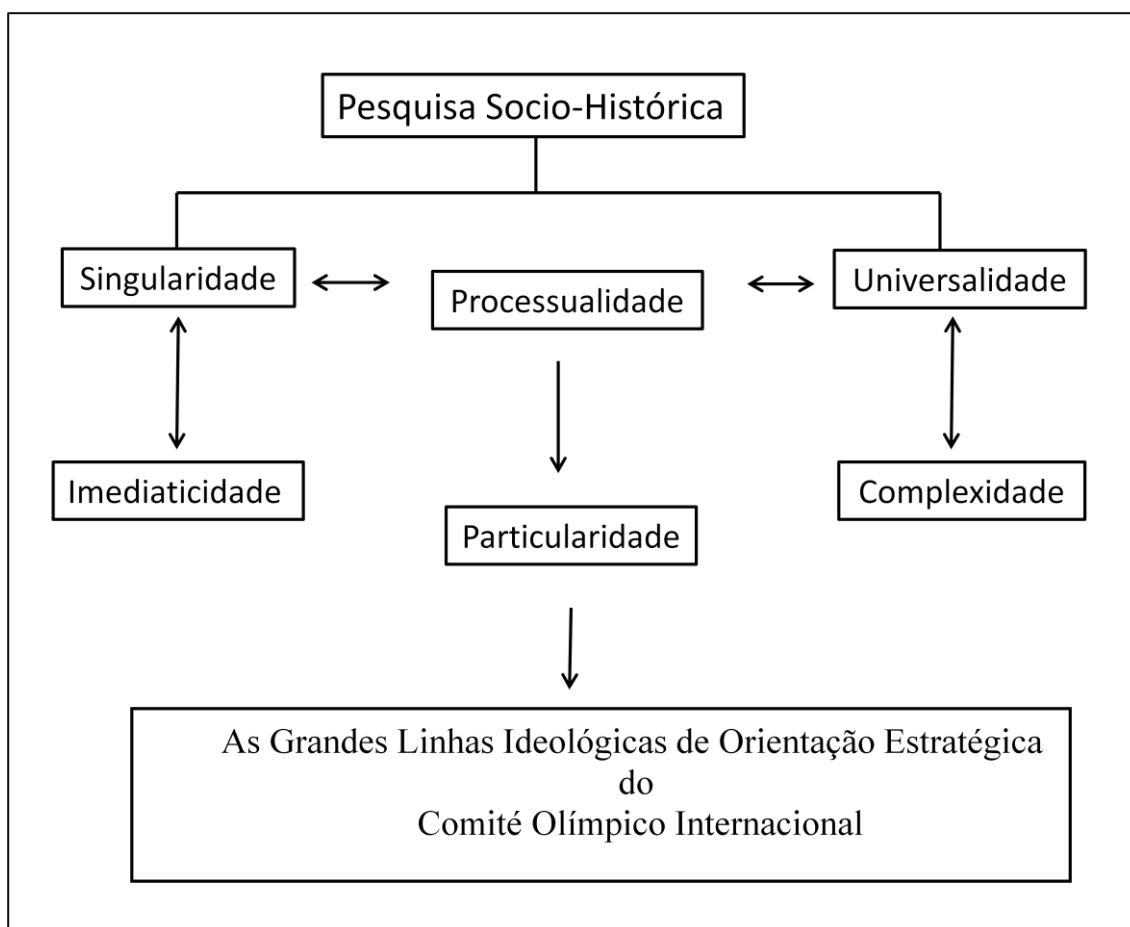 Pesquisa Socio-Histórica
Singularidade
Processualidade
Universalidade
Imediaticidade
Particularidade
Complexidade
As Grandes Linhas Ideológicas de Orientação Estratégica
do
Comité Olímpico Internacional